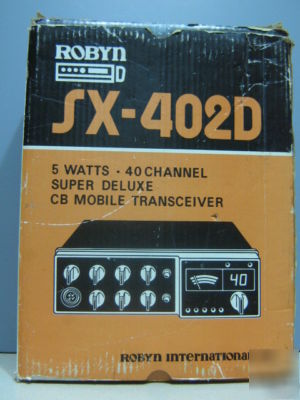 ROBYN
D
SX-402D
5 WATTS · 40 CHANNEL
SUPER DELUXE
CB MOBILE TRANSCEIVER
40
ROBYN INTERNATIONAL